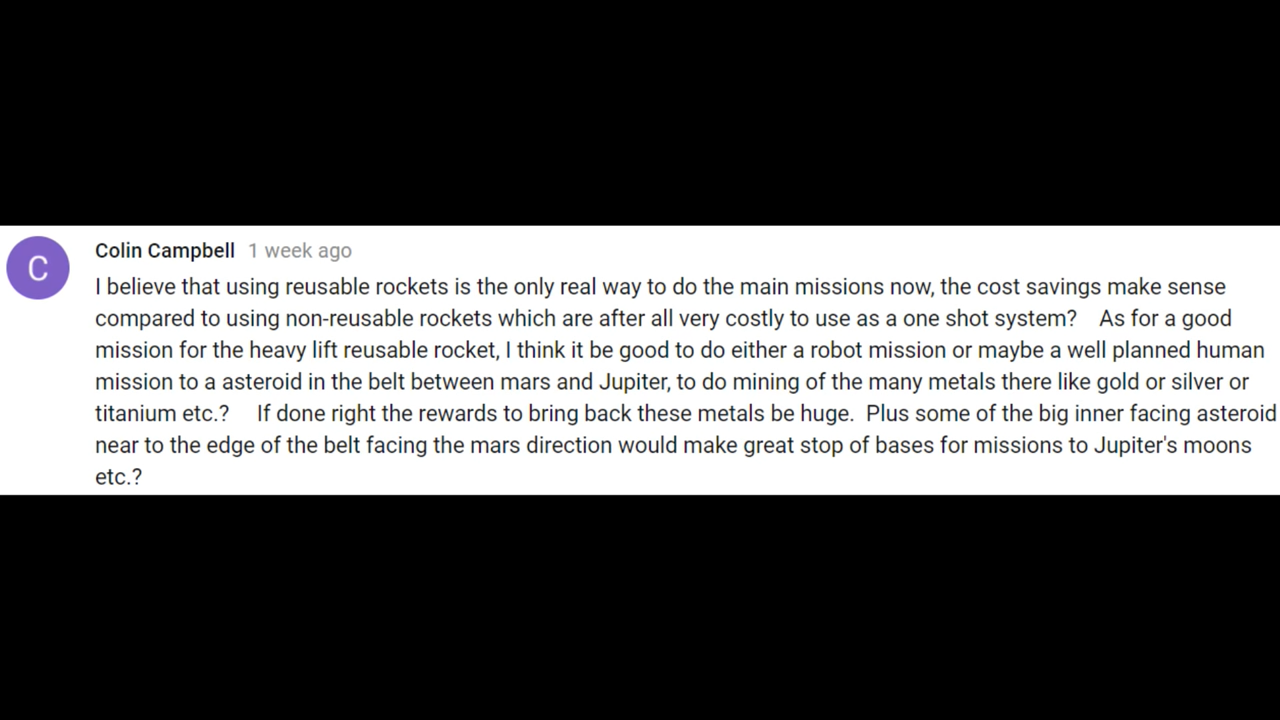 C
Colin Campbell 1 week ago
I believe that using reusable rockets is the only real way to do the main missions now, the cost savings make sense
compared to using non-reusable rockets which are after all very costly to use as a one shot system? As for a good
mission for the heavy lift reusable rocket, I think it be good to do either a robot mission or maybe a well planned human
mission to a asteroid in the belt between mars and Jupiter, to do mining of the many metals there like gold or silver or
titanium etc.? If done right the rewards to bring back these metals be huge. Plus some of the big inner facing asteroid
near to the edge of the belt facing the mars direction would make great stop of bases for missions to Jupiter's moons
etc.?